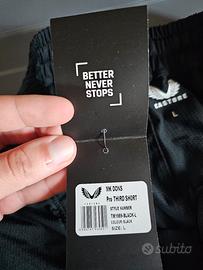 BETTER
NEVER
STOPS
CASTORE
L
MK DONS
Pro THIRD SHORT
STYLE NUMBER
COLOUR: BLACK
SIZE: L
subito